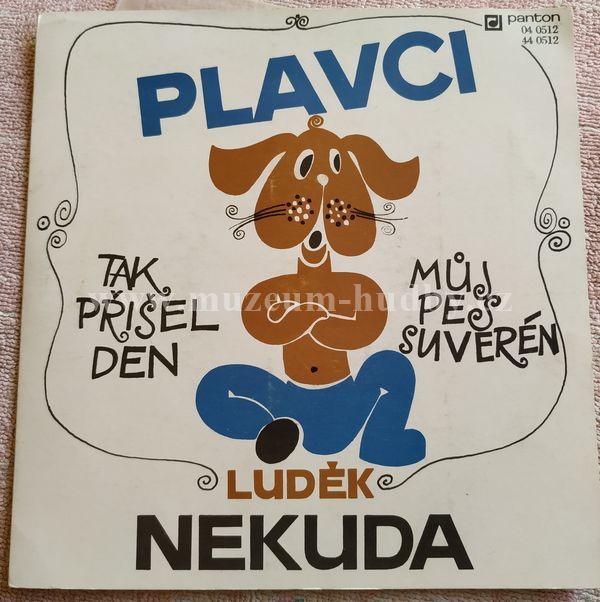 panton
04 0512
44 0512
PLAVCI
TAK
PŘIŠEL
DEN
MŮJ
PES
SUVERÉN
www.muzeum-hudby.cz
LUDĚK
NEKUDA